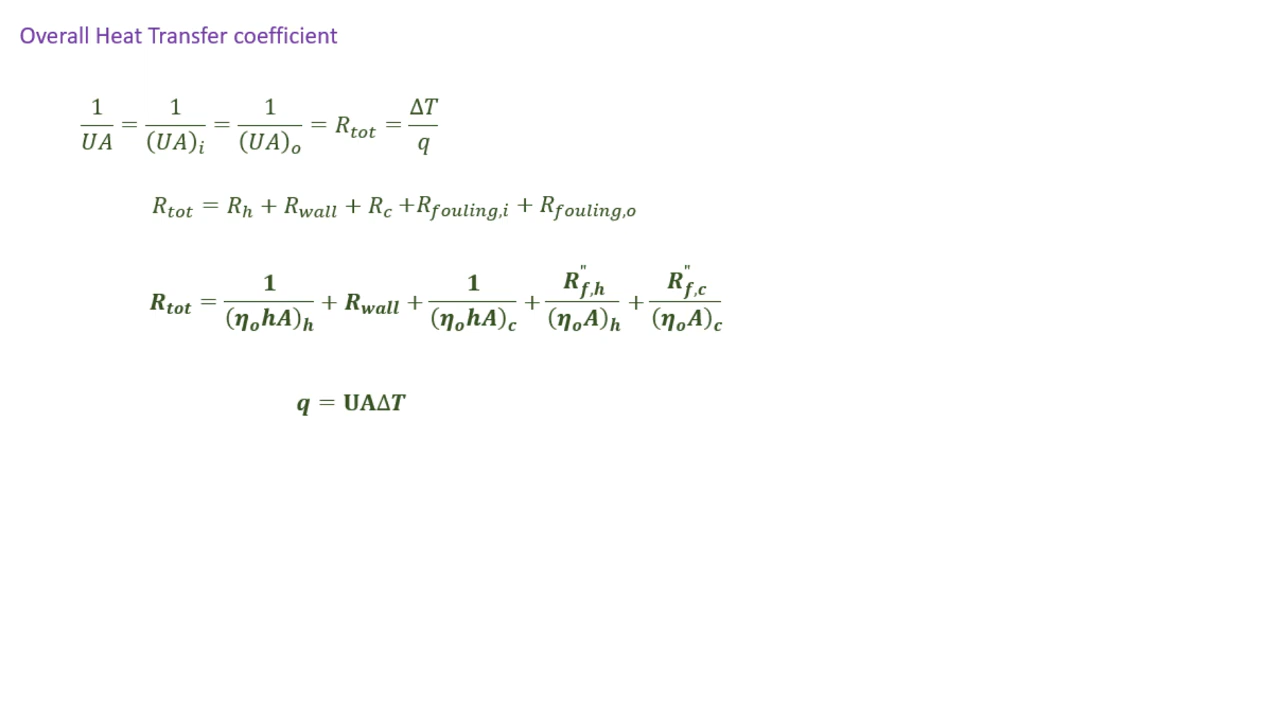 Overall Heat Transfer coefficient
1/UA = 1/(UA)_i = 1/(UA)_o = R_tot = ΔT/q
R_tot = R_h + R_wall + R_c +R_fouling,i + R_fouling,o
R_tot = 1/(η_o hA)_h + R_wall + 1/(η_o hA)_c + R"_f,h/(η_o A)_h + R"_f,c/(η_o A)_c
q = UAΔT